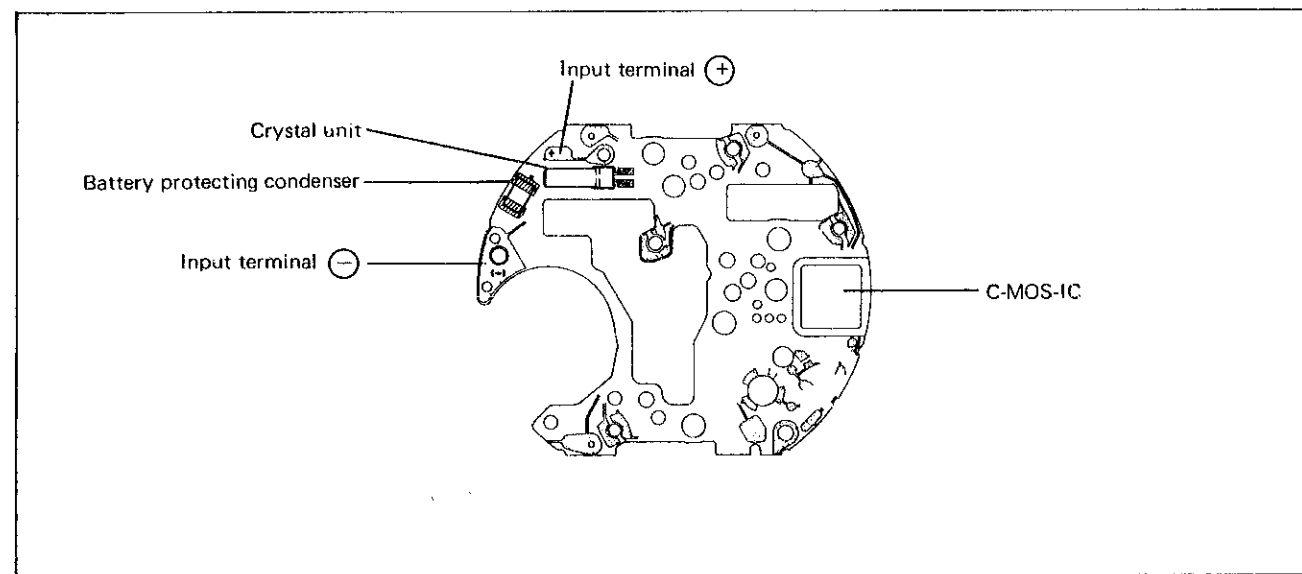 Input terminal ⊕
Crystal unit
Battery protecting condenser
Input terminal ⊖
C-MOS-IC
+
(−)